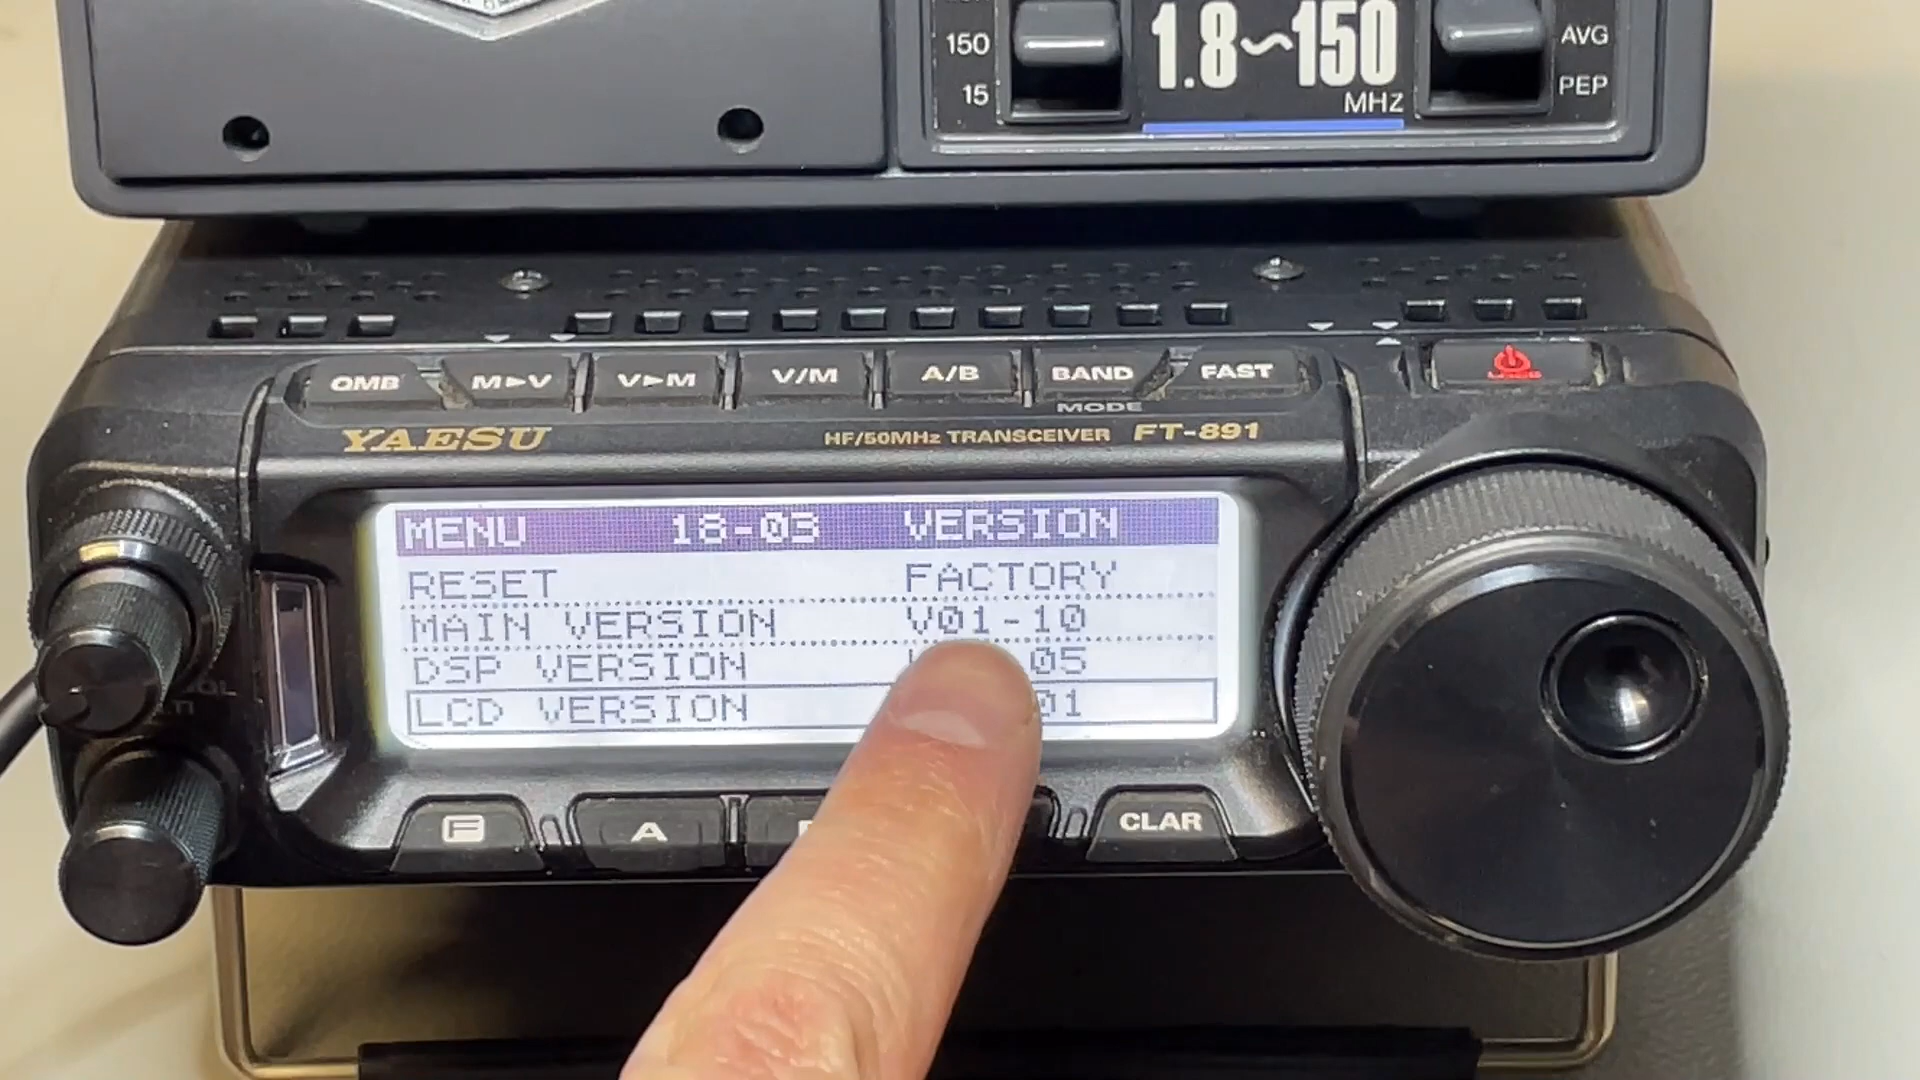 150
15
1.8~150
MHz
AVG
PEP
QMB M▶V V▶M V/M A/B BAND FAST
MODE
YAESU HF/50MHz TRANSCEIVER FT-891
MENU 18-03 VERSION
RESET FACTORY
MAIN VERSION V01-10
DSP VERSION 05
LCD VERSION 01
F A CLAR